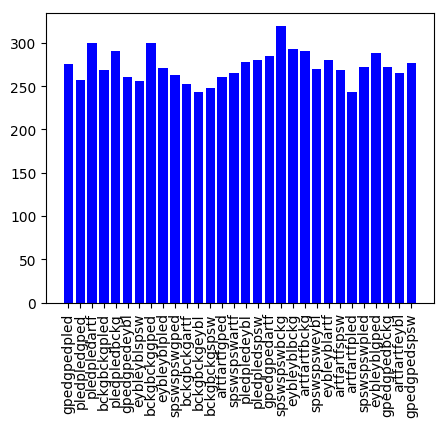 300
250
200
150
100
50
0
gpedgpedpled
pledpledgped
pledpledartf
bckgbckgpled
pledpledbckg
gpedgpedeybl
eybleyblspsw
bckgbckggped
eybleyblpled
spswspswgped
bckgbckgartf
bckgbckgeybl
bckgbckgspsw
artfartfgped
spswspswartf
pledpledeybl
pledpledspsw
gpedgpedartf
spswspswbckg
eybleyblbckg
artfartfbckg
spswspsweybl
eybleyblartf
artfartfspsw
artfartfpled
spswspswpled
eybleyblgped
gpedgpedbckg
artfartfeybl
gpedgpedspsw